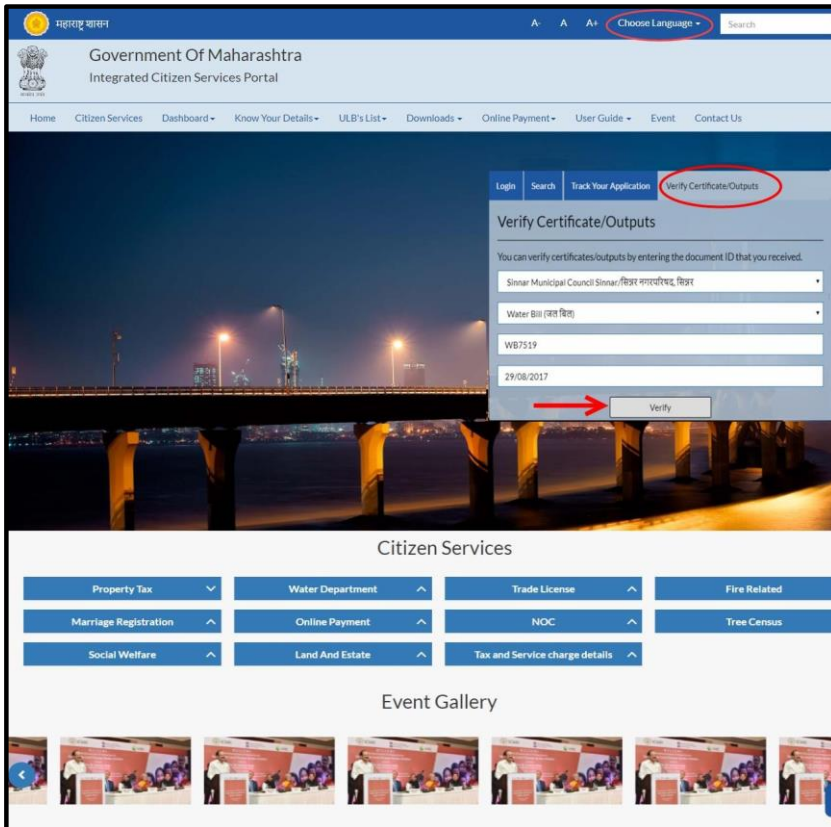 महाराष्ट्र शासन
A- A A+ Choose Language Search
Government Of Maharashtra
Integrated Citizen Services Portal
Home Citizen Services Dashboard Know Your Details ULB's List Downloads Online Payment User Guide Event Contact Us
Login Search Track Your Application Verify Certificate/Outputs
Verify Certificate/Outputs
You can verify certificates/outputs by entering the document ID that you received.
Sinnar Municipal Council Sinnar/सिन्नर नगरपरिषद, सिन्नर
Water Bill (जल बिल)
WB7519
29/08/2017
Verify
Citizen Services
Property Tax Water Department Trade License Fire Related
Marriage Registration Online Payment NOC Tree Census
Social Welfare Land And Estate Tax and Service charge details
Event Gallery